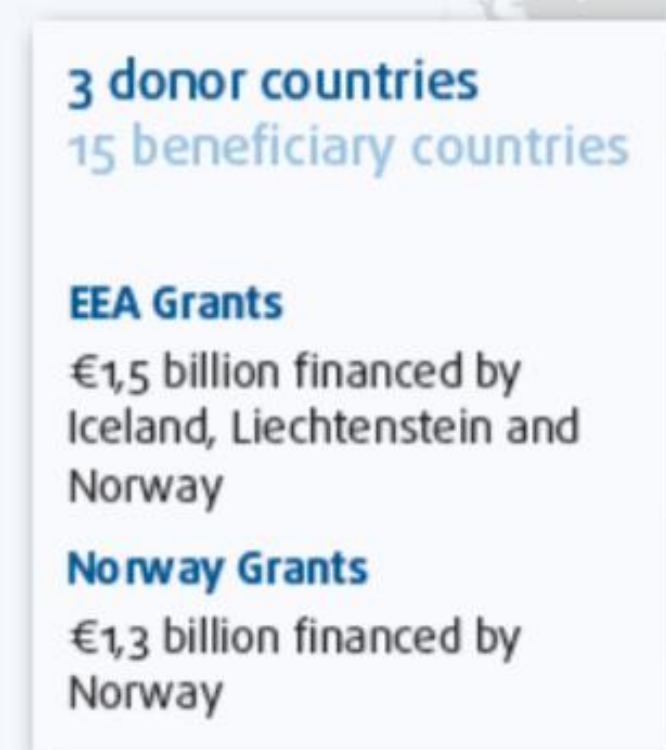 3 donor countries
15 beneficiary countries
EEA Grants
€1,5 billion financed by
Iceland, Liechtenstein and
Norway
Norway Grants
€1,3 billion financed by
Norway